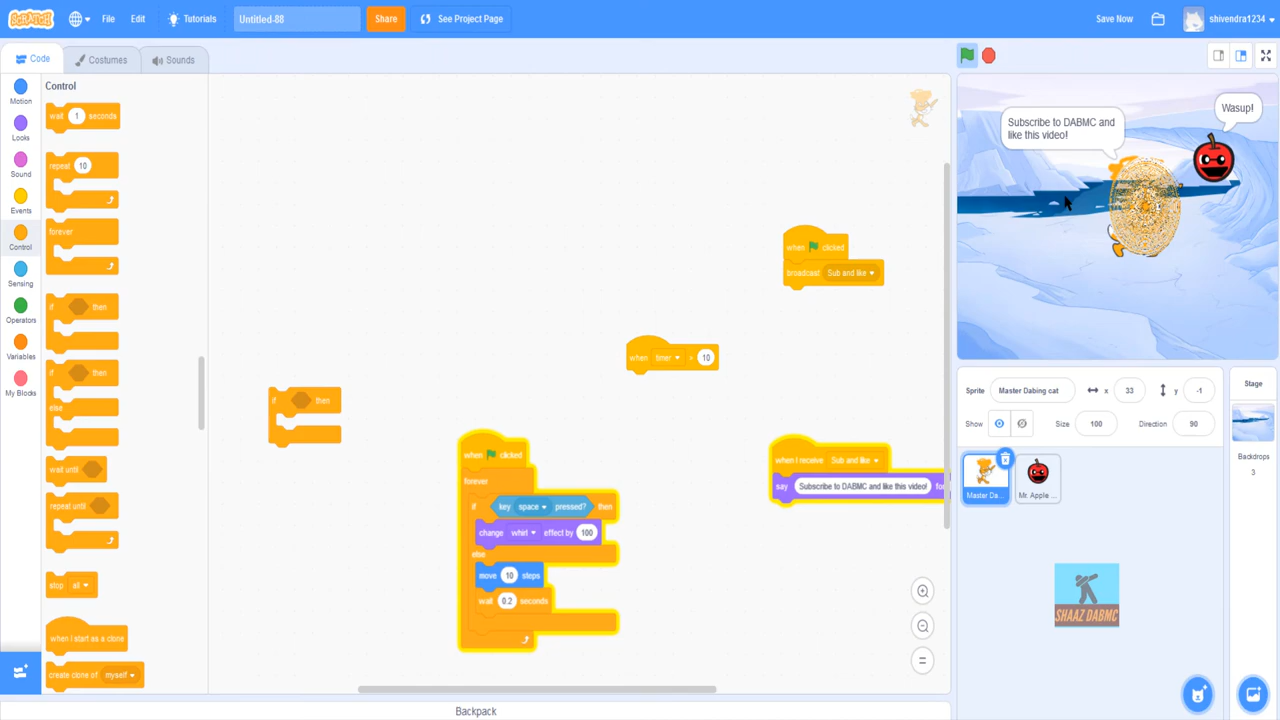 SCRATCH
File
Edit
Tutorials
Untitled-88
Share
See Project Page
Save Now
shivendra1234
Code
Costumes
Sounds
Motion
Looks
Sound
Events
Control
Sensing
Operators
Variables
My Blocks
Control
wait 1 seconds
repeat 10
forever
if then
if then
else
wait until
repeat until
stop all
when I start as a clone
create clone of myself
if then
when clicked
forever
if key space pressed? then
change whirl effect by 100
else
move 10 steps
wait 0.2 seconds
when timer > 10
when clicked
broadcast Sub and like
when I receive Sub and like
say Subscribe to DABMC and like this video! for
Backpack
Subscribe to DABMC and
like this video!
Wasup!
Sprite Master Dabing cat x 33 y -1
Show Size 100 Direction 90
Master Da...
Mr. Apple ...
Stage
Backdrops
3
SHAAZ DABMC